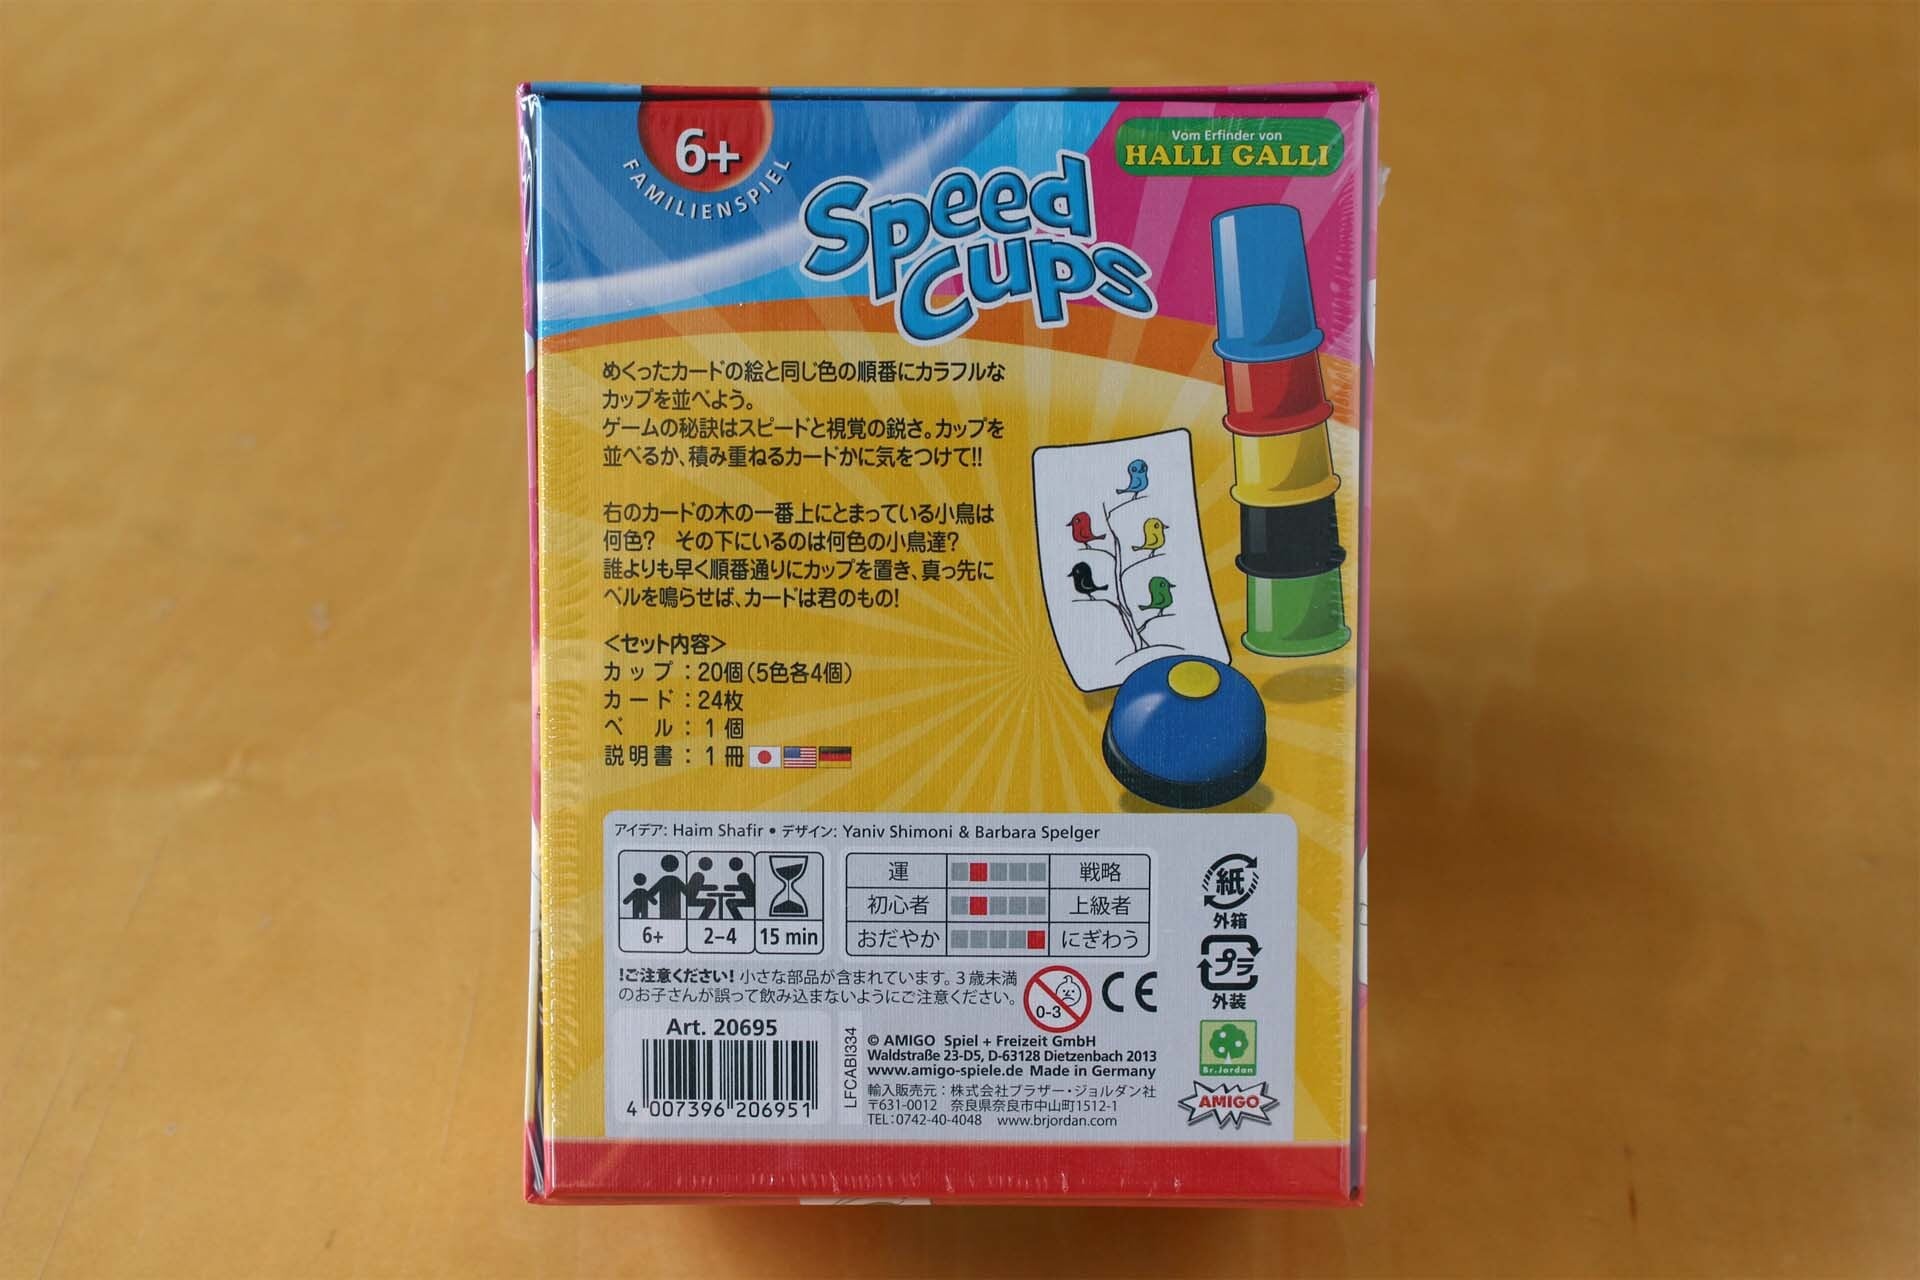 6+
FAMILIENSPIEL
Vom Erfinder von
HALLI GALLI
Speed
Cups
めくったカードの絵と同じ色の順番にカラフルな
カップを並べよう。
ゲームの秘訣はスピードと視覚の鋭さ。カップを
並べるか、積み重ねるカードかに気をつけて!!
右のカードの木の一番上にとまっている小鳥は
何色? その下にいるのは何色の小鳥達?
誰よりも早く順番通りにカップを置き、真っ先に
ベルを鳴らせば、カードは君のもの!
<セット内容>
カップ：20個(5色各4個)
カード：24枚
ベル：1個
説明書：1冊
アイデア: Haim Shafir • デザイン: Yaniv Shimoni & Barbara Spelger
6+ 2–4 15 min
運 戦略
初心者 上級者
おだやか にぎわう
紙
外箱
プラ
外装
!ご注意ください! 小さな部品が含まれています。3歳未満
のお子さんが誤って飲み込まないようにご注意ください。
0-3
CE
Art. 20695
4 007396 206951
LFCABI334
© AMIGO Spiel + Freizeit GmbH
Waldstraße 23-D5, D-63128 Dietzenbach 2013
www.amigo-spiele.de Made in Germany
輸入販売元：株式会社ブラザー・ジョルダン社
〒631-0012 奈良県奈良市中山町1512-1
TEL:0742-40-4048 www.brjordan.com
Br.Jordan
AMIGO